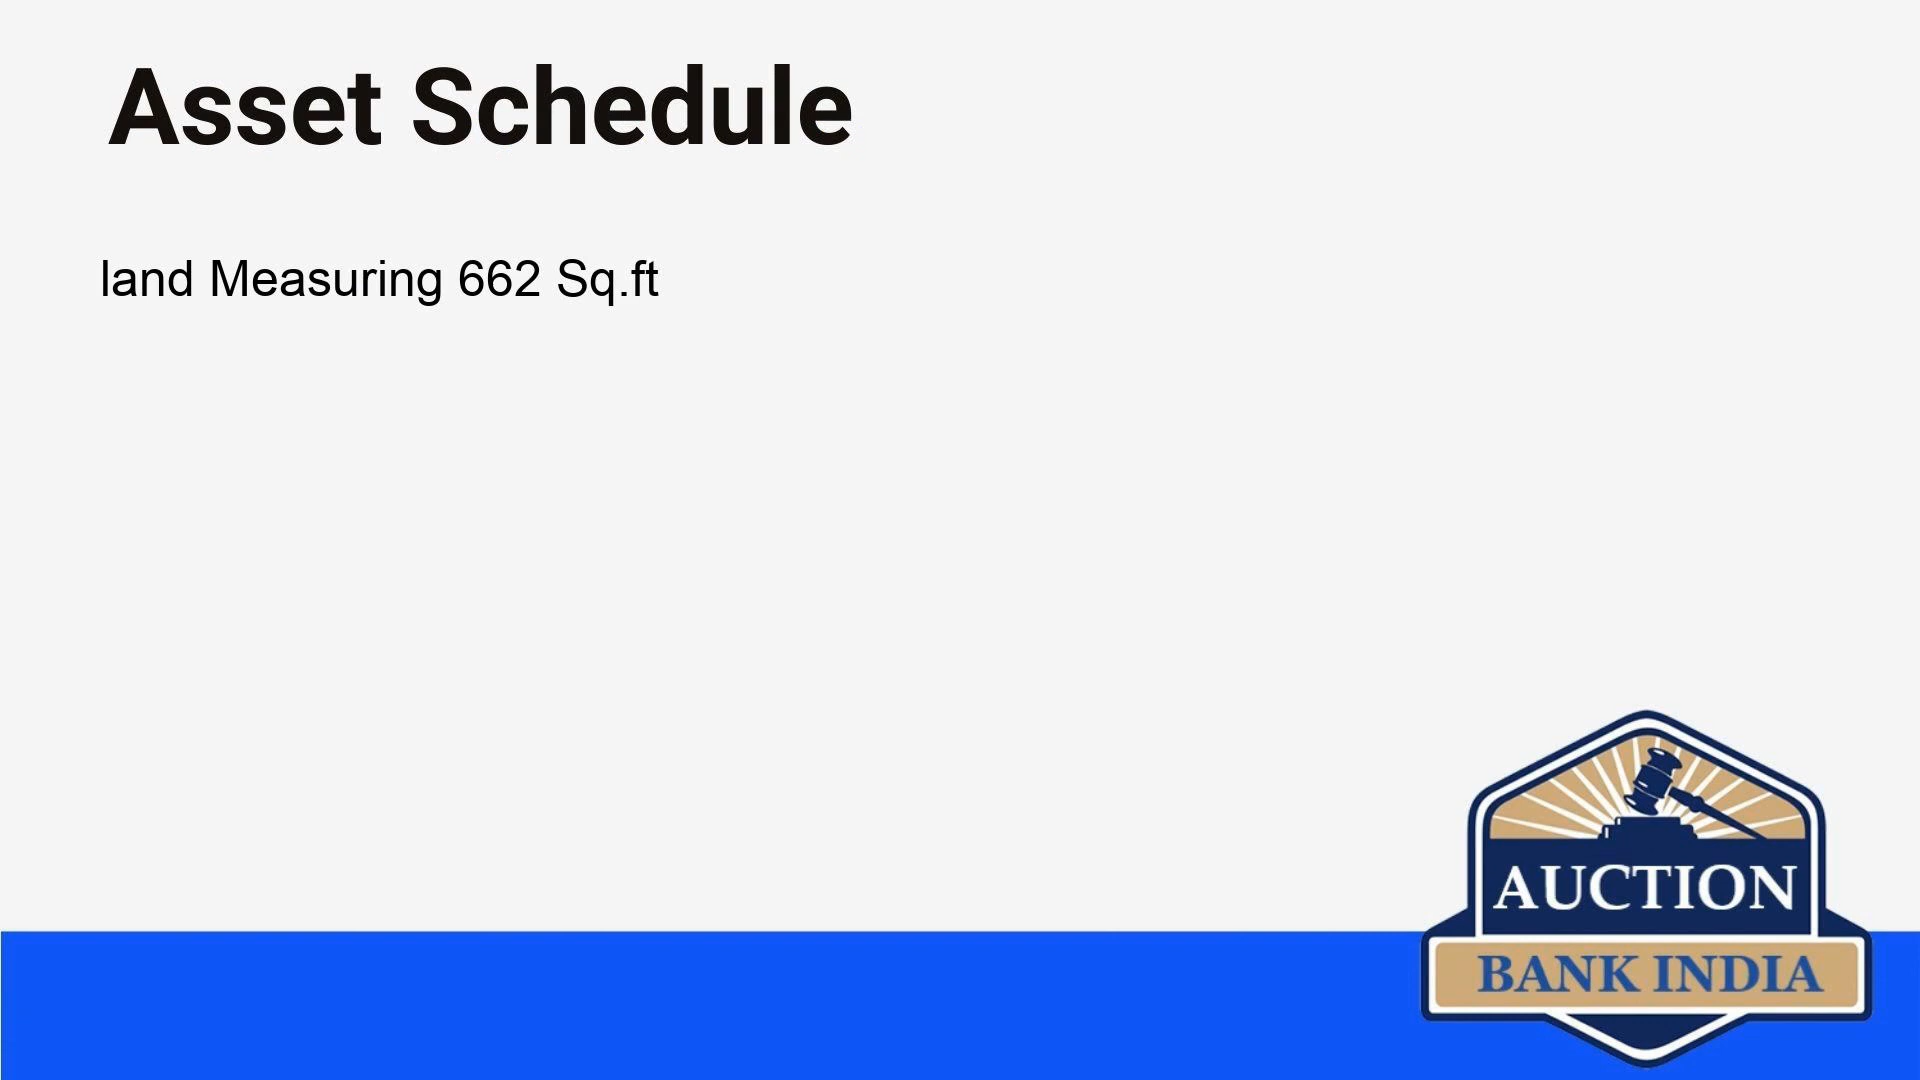 Asset Schedule
land Measuring 662 Sq.ft
AUCTION
BANK INDIA